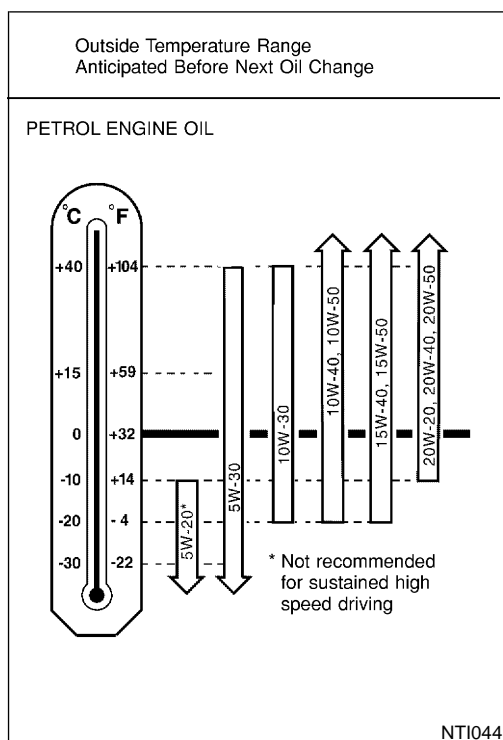 Outside Temperature Range
Anticipated Before Next Oil Change
PETROL ENGINE OIL
°C °F
+40 +104
+15 +59
0 +32
-10 +14
-20 - 4
-30 -22
5W-20*
5W-30
10W-30
10W-40, 10W-50
15W-40, 15W-50
20W-20, 20W-40, 20W-50
* Not recommended
for sustained high
speed driving
NTI044